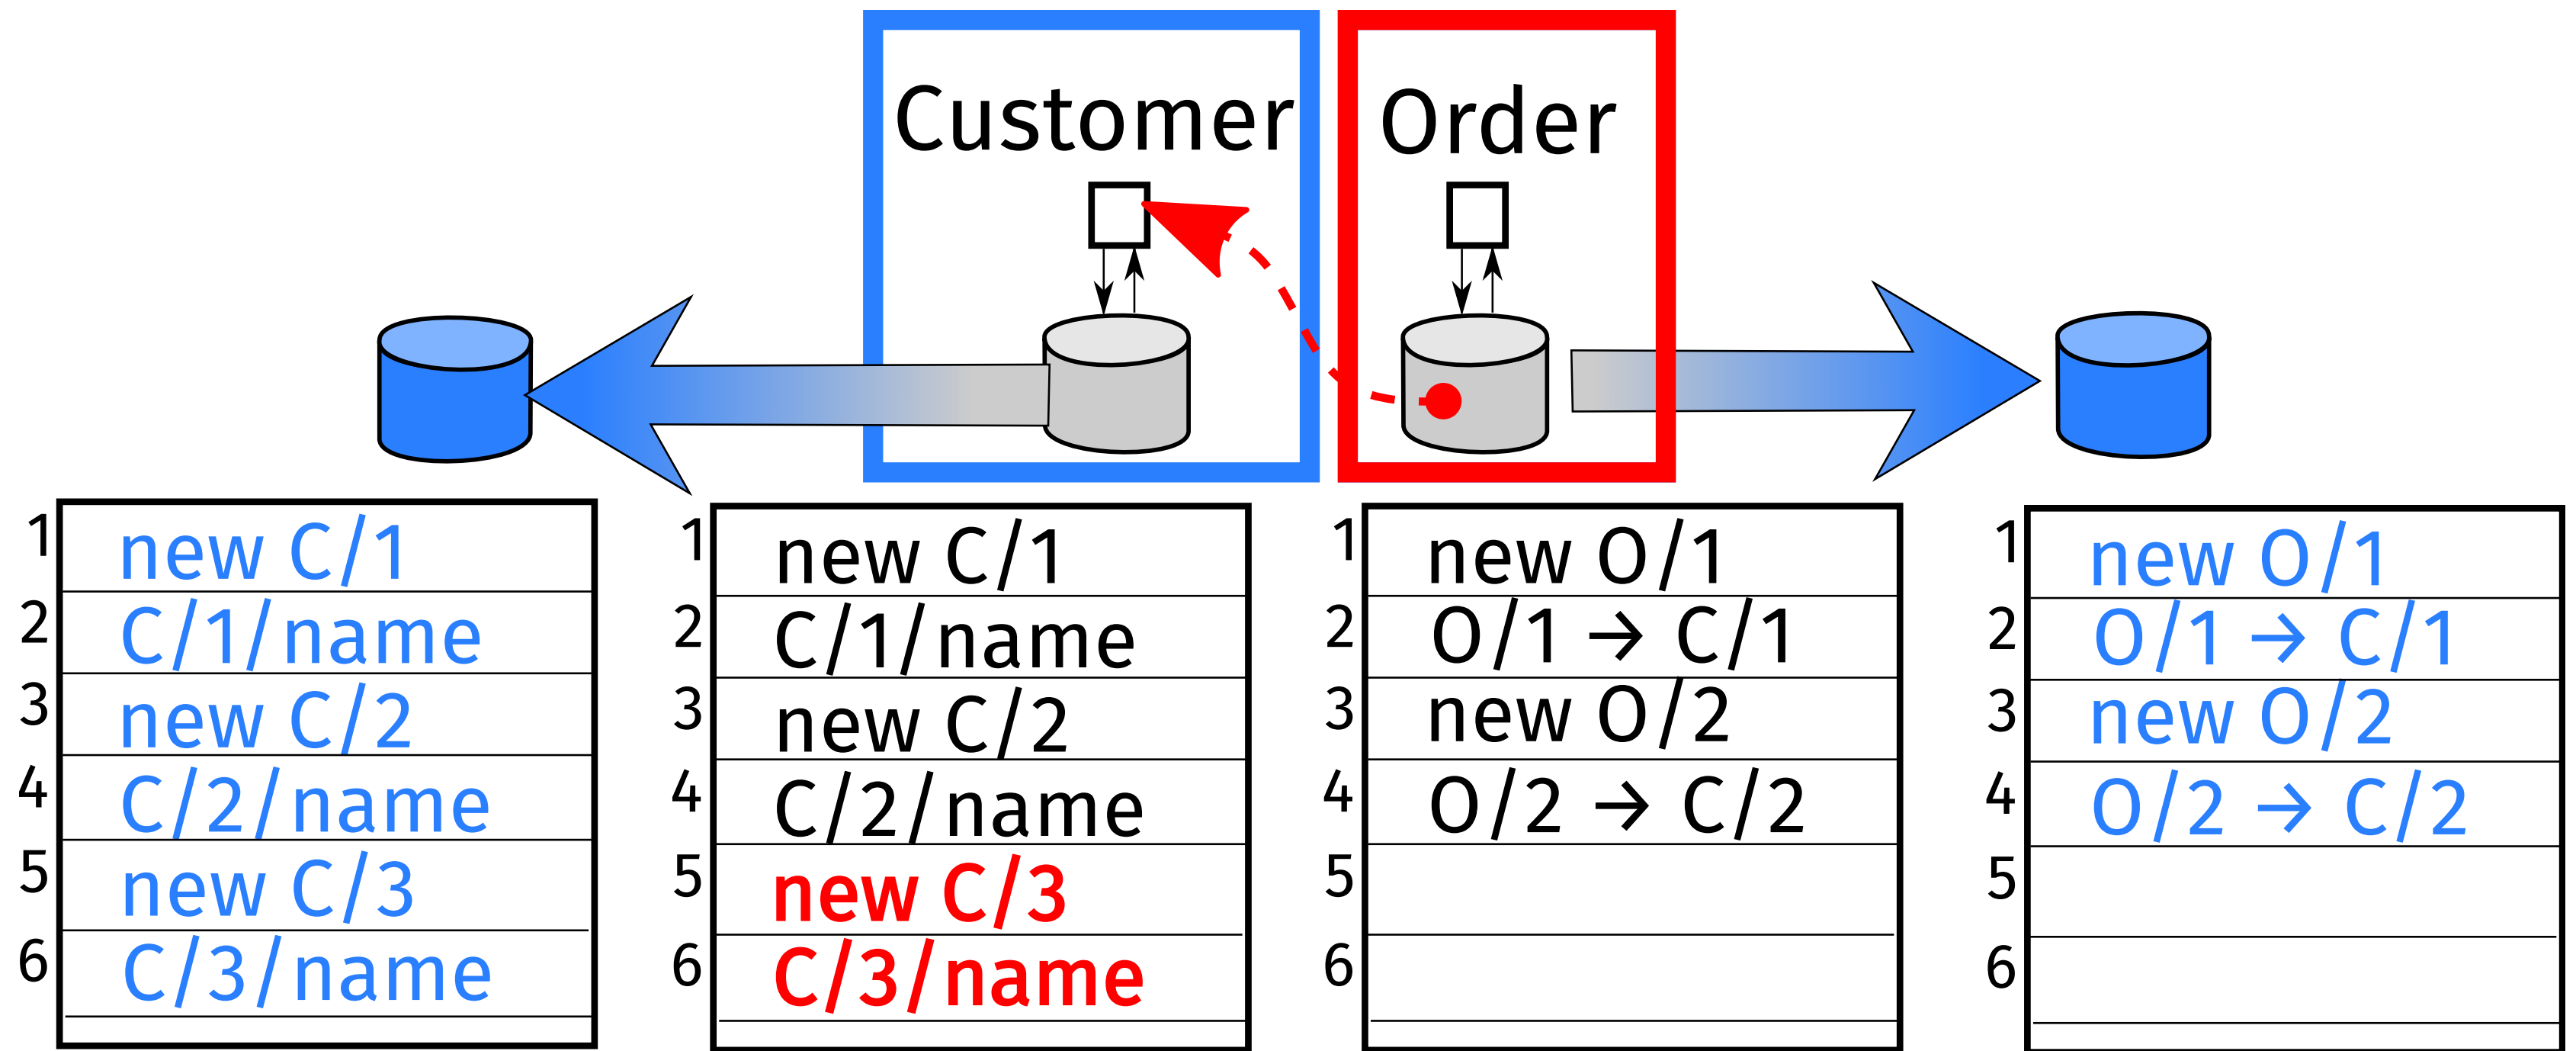 Customer
Order
1 new C/1
2 C/1/name
3 new C/2
4 C/2/name
5 new C/3
6 C/3/name
1 new C/1
2 C/1/name
3 new C/2
4 C/2/name
5 new C/3
6 C/3/name
1 new O/1
2 O/1 → C/1
3 new O/2
4 O/2 → C/2
5
6
1 new O/1
2 O/1 → C/1
3 new O/2
4 O/2 → C/2
5
6